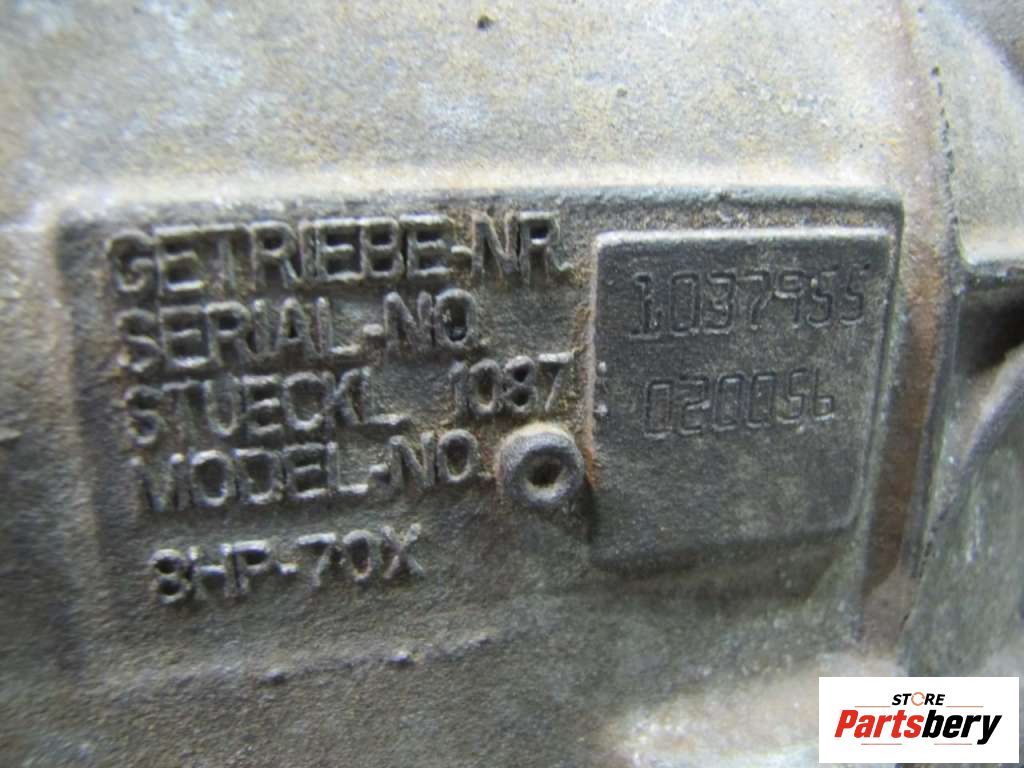 GETRIEBE-NR.
SERIAL-NO. 1037955
STUECKL. 1087 : 020056
MODEL-NO.
8HP-70X
STORE
Partsbery